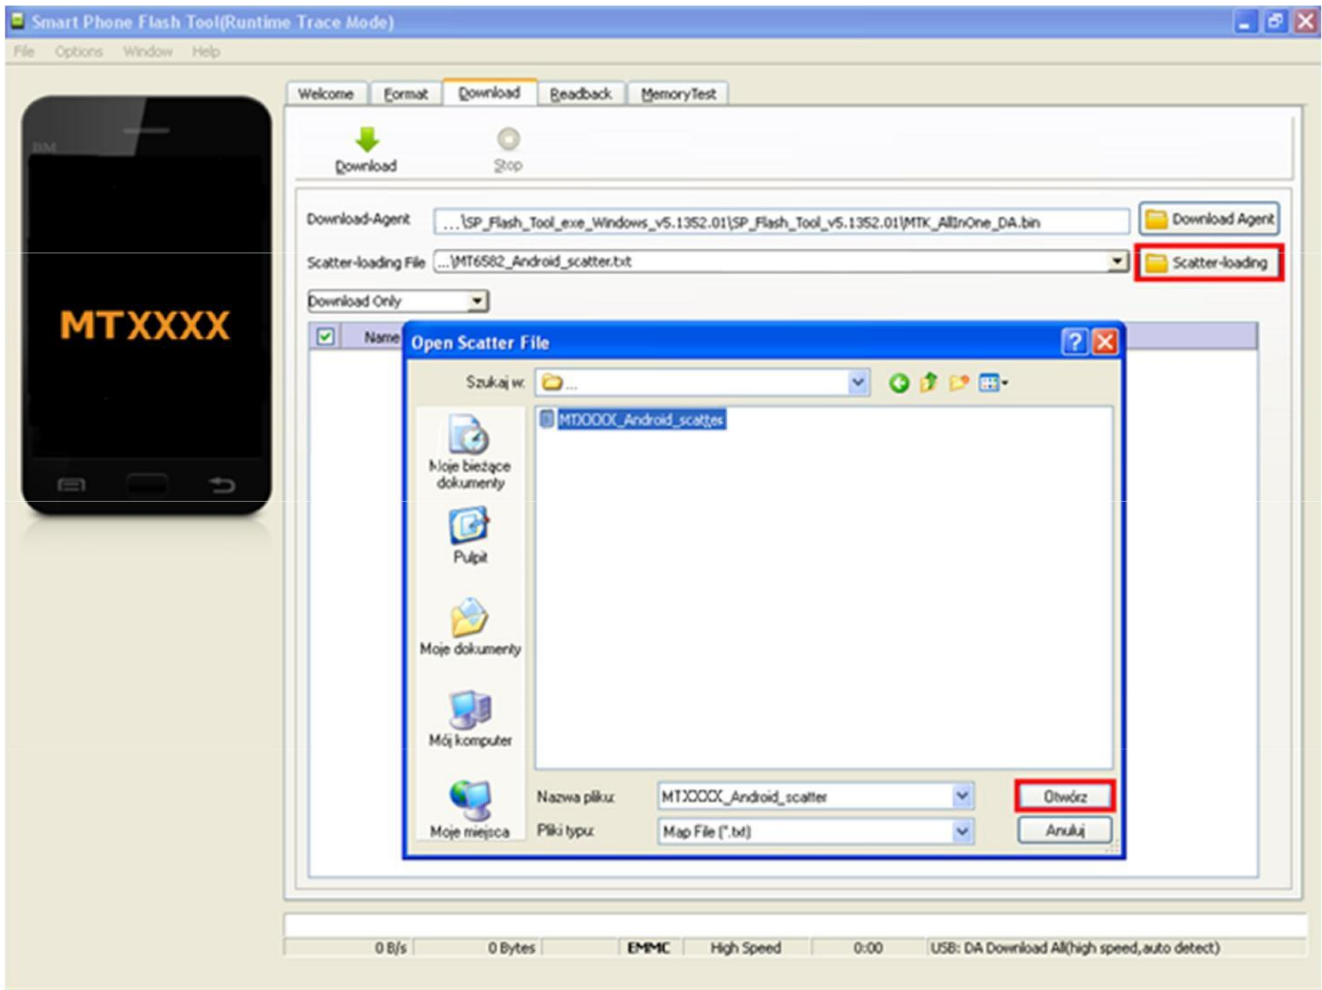 Smart Phone Flash Tool(Runtime Trace Mode)
File Options Window Help
Welcome Format Download Readback MemoryTest
BM
Download Stop
Download-Agent ...\SP_Flash_Tool_exe_Windows_v5.1352.01\SP_Flash_Tool_v5.1352.01\MTK_AllInOne_DA.bin Download Agent
Scatter-loading File ...\MT6582_Android_scatter.txt Scatter-loading
Download Only
MTXXXX
Name
Open Scatter File
Szukaj w: ...
MTXXXX_Android_scatter
Moje bieżące
dokumenty
Pulpit
Moje dokumenty
Mój komputer
Moje miejsca
Nazwa pliku: MTXXXX_Android_scatter Otwórz
Pliki typu: Map File (*.txt) Anuluj
0 B/s 0 Bytes EMMC High Speed 0:00 USB: DA Download All(high speed,auto detect)